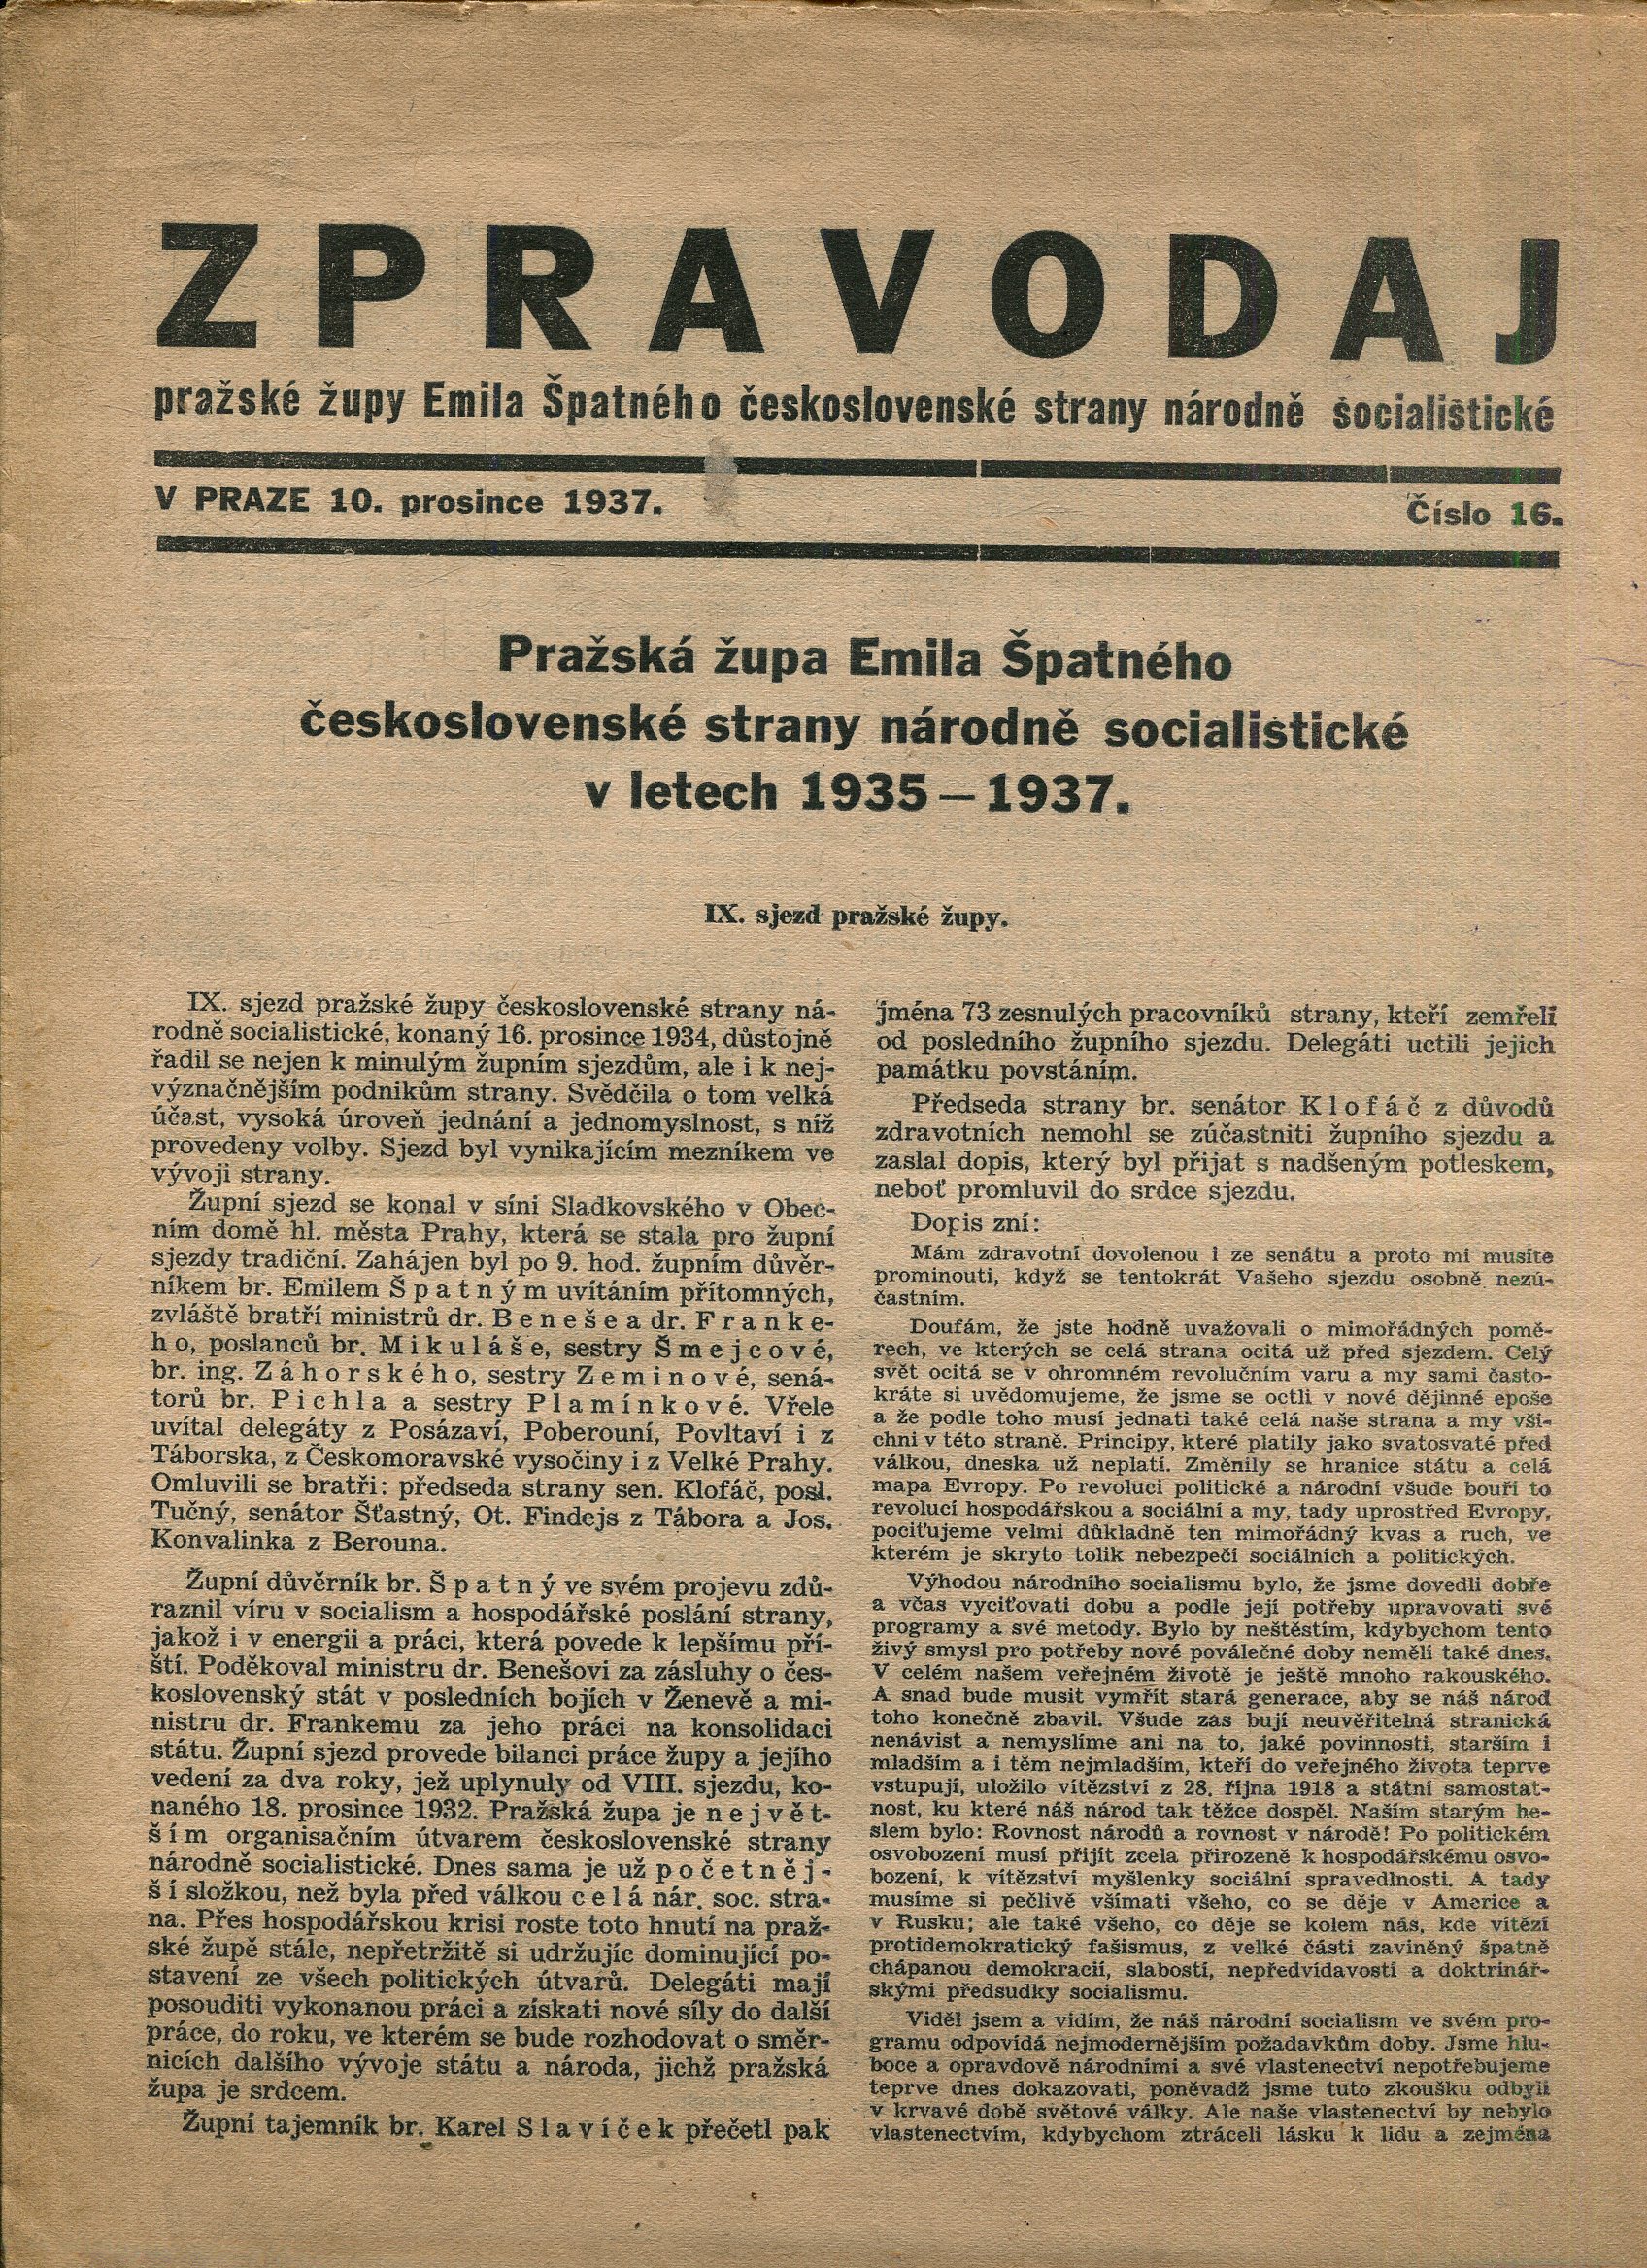 ZPRAVODAJ
pražské župy Emila Špatného československé strany národně socialistické
V PRAZE 10. prosince 1937.
Číslo 16.
Pražská župa Emila Špatného
československé strany národně socialistické
v letech 1935—1937.
IX. sjezd pražské župy.
IX. sjezd pražské župy československé strany ná-
rodně socialistické, konaný 16. prosince 1934, důstojně
řadil se nejen k minulým župním sjezdům, ale i k nej-
význačnějším podnikům strany. Svědčila o tom velká
účast, vysoká úroveň jednání a jednomyslnost, s níž
provedeny volby. Sjezd byl vynikajícím mezníkem ve
vývoji strany.
Župní sjezd se konal v síni Sladkovského v Obec-
ním domě hl. města Prahy, která se stala pro župní
sjezdy tradiční. Zahájen byl po 9. hod. župním důvěr-
níkem br. Emilem Špatným uvítáním přítomných,
zvláště bratří ministrů dr. Beneše a dr. Franke-
ho, poslanců br. Mikuláše, sestry Šmejcové,
br. ing. Záhorského, sestry Zeminové, sená-
torů br. Pichla a sestry Plamínkové. Vřele
uvítal delegáty z Posázaví, Poberouní, Povltaví i z
Táborska, z Českomoravské vysočiny i z Velké Prahy.
Omluvili se bratři: předseda strany sen. Klofáč, posl.
Tučný, senátor Šťastný, Ot. Findejs z Tábora a Jos.
Konvalinka z Berouna.
Župní důvěrník br. Špatný ve svém projevu zdů-
raznil víru v socialism a hospodářské poslání strany,
jakož i v energii a práci, která povede k lepšímu pří-
ští. Poděkoval ministru dr. Benešovi za zásluhy o čes-
koslovenský stát v posledních bojích v Ženevě a mi-
nistru dr. Frankemu za jeho práci na konsolidaci
státu. Župní sjezd provede bilanci práce župy a jejího
vedení za dva roky, jež uplynuly od VIII. sjezdu, ko-
naného 18. prosince 1932. Pražská župa je největ-
ším organisačním útvarem československé strany
národně socialistické. Dnes sama je už početněj-
ší složkou, než byla před válkou celá nár. soc. stra-
na. Přes hospodářskou krisi roste toto hnutí na praž-
ské župě stále, nepřetržitě si udržujíc dominující po-
stavení ze všech politických útvarů. Delegáti mají
posouditi vykonanou práci a získati nové síly do další
práce, do roku, ve kterém se bude rozhodovat o směr-
nicích dalšího vývoje státu a národa, jichž pražská
župa je srdcem.
Župní tajemník br. Karel Slavíček přečetl pak
jména 73 zesnulých pracovníků strany, kteří zemřeli
od posledního župního sjezdu. Delegáti uctili jejich
památku povstáním.
Předseda strany br. senátor Klofáč z důvodů
zdravotních nemohl se zúčastniti župního sjezdu a
zaslal dopis, který byl přijat s nadšeným potleskem,
neboť promluvil do srdce sjezdu.
Dopis zní:
Mám zdravotní dovolenou i ze senátu a proto mi musíte
prominouti, když se tentokrát Vašeho sjezdu osobně nezú-
častním.
Doufám, že jste hodně uvažovali o mimořádných pomě-
rech, ve kterých se celá strana ocitá už před sjezdem. Celý
svět ocitá se v ohromném revolučním varu a my sami často-
kráte si uvědomujeme, že jsme se octli v nové dějinné epoše
a že podle toho musí jednati také celá naše strana a my vši-
chni v této straně. Principy, které platily jako svatosvaté před
válkou, dneska už neplatí. Změnily se hranice státu a celá
mapa Evropy. Po revoluci politické a národní všude bouří to
revolucí hospodářskou a sociální a my, tady uprostřed Evropy,
pociťujeme velmi důkladně ten mimořádný kvas a ruch, ve
kterém je skryto tolik nebezpečí sociálních a politických.
Výhodou národního socialismu bylo, že jsme dovedli dobře
a včas vyciťovati dobu a podle její potřeby upravovati své
programy a své metody. Bylo by neštěstím, kdybychom tento
živý smysl pro potřeby nové poválečné doby neměli také dnes.
V celém našem veřejném životě je ještě mnoho rakouského.
A snad bude musit vymřít stará generace, aby se náš národ
toho konečně zbavil. Všude zas bují neuvěřitelná stranická
nenávist a nemyslíme ani na to, jaké povinnosti, starším i
mladším a i těm nejmladším, kteří do veřejného života teprve
vstupují, uložilo vítězství z 28. října 1918 a státní samostat-
nost, ku které náš národ tak těžce dospěl. Naším starým he-
slem bylo: Rovnost národů a rovnost v národě! Po politickém
osvobození musí přijít zcela přirozeně k hospodářskému osvo-
bození, k vítězství myšlenky sociální spravedlnosti. A tady
musíme si pečlivě všímati všeho, co se děje v Americe a
v Rusku; ale také všeho, co děje se kolem nás, kde vítězí
protidemokratický fašismus, z velké části zaviněný špatně
chápanou demokracií, slabostí, nepředvídavostí a doktrinář-
skými předsudky socialismu.
Viděl jsem a vidím, že náš národní socialism ve svém pro-
gramu odpovídá nejmodernějším požadavkům doby. Jsme hlu-
boce a opravdově národními a své vlastenectví nepotřebujeme
teprve dnes dokazovati, poněvadž jsme tuto zkoušku odbyli
v krvavé době světové války. Ale naše vlastenectví by nebylo
vlastenectvím, kdybychom ztráceli lásku k lidu a zejména